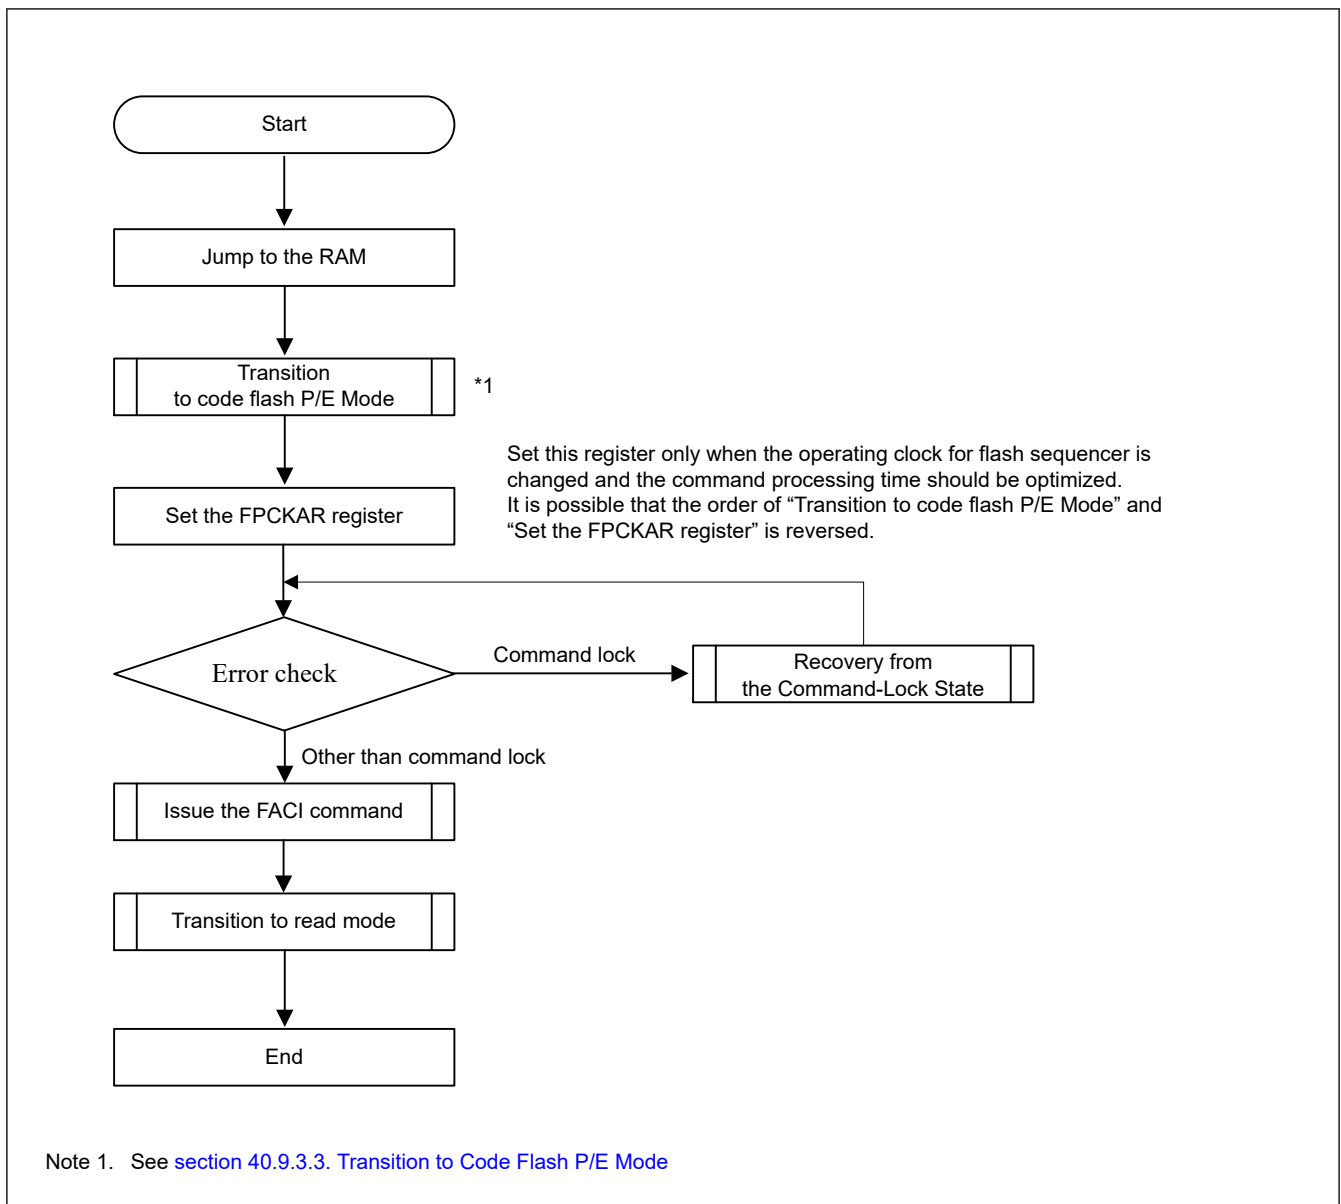 Start
Jump to the RAM
Transition
to code flash P/E Mode
*1
Set this register only when the operating clock for flash sequencer is
changed and the command processing time should be optimized.
It is possible that the order of “Transition to code flash P/E Mode” and
“Set the FPCKAR register” is reversed.
Set the FPCKAR register
Error check
Command lock
Recovery from
the Command-Lock State
Other than command lock
Issue the FACI command
Transition to read mode
End
Note 1. See section 40.9.3.3. Transition to Code Flash P/E Mode